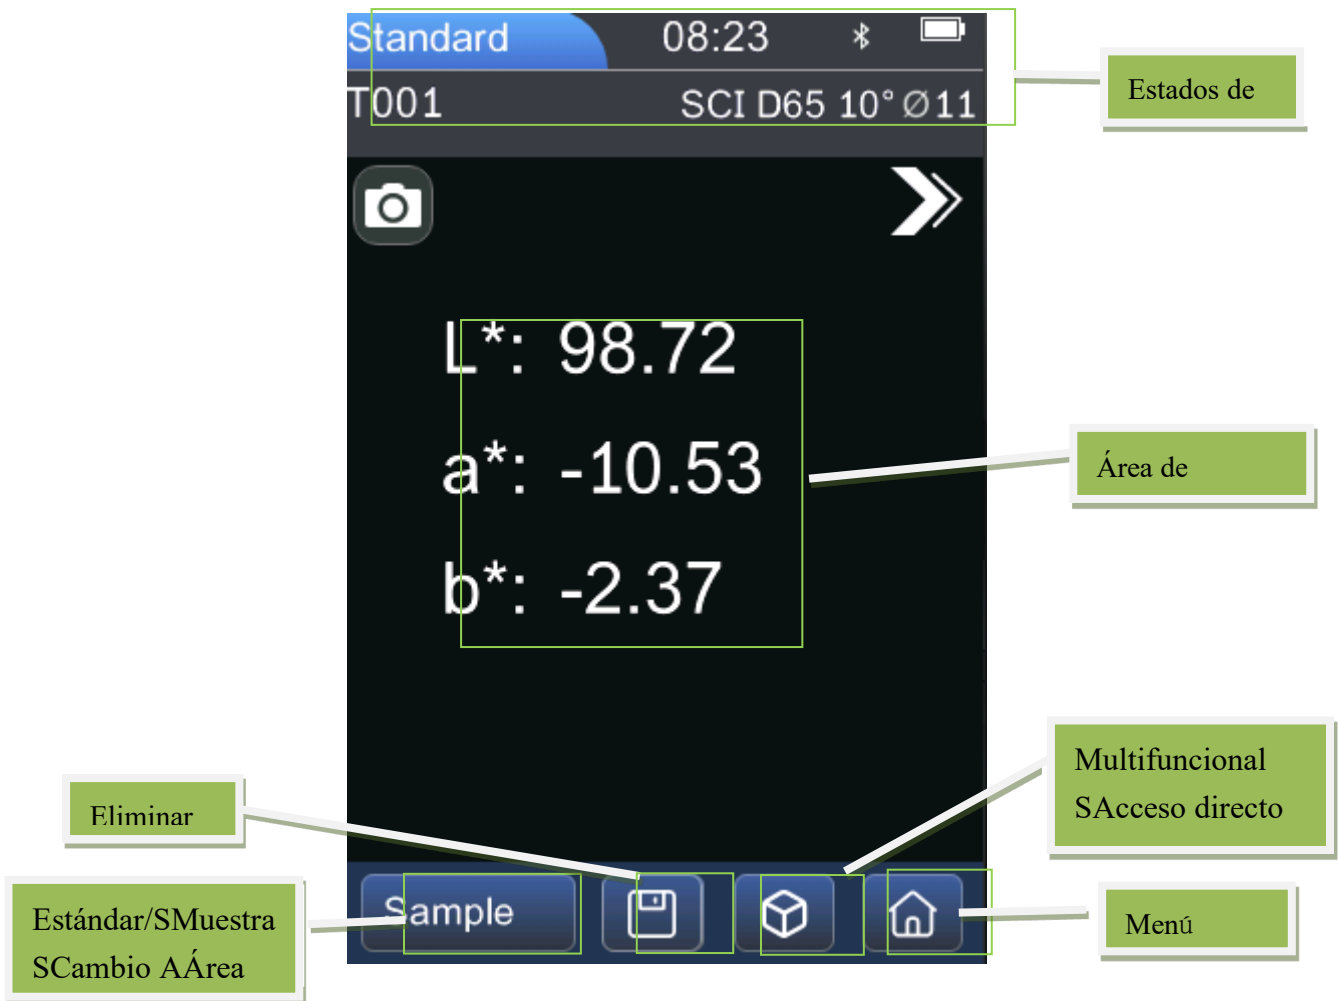 Standard 08:23
T001 SCI D65 10° Ø11
Estados de
L*: 98.72
a*: -10.53
Área de
b*: -2.37
Multifuncional
SAcceso directo
Eliminar
Estándar/SMuestra
SCambio AÁrea
Sample
Menú